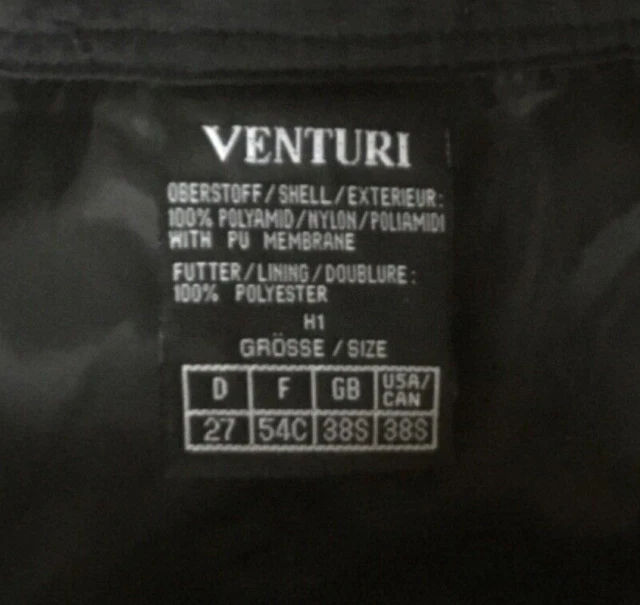 VENTURI
OBERSTOFF/SHELL/EXTERIEUR:
100% POLYAMID/NYLON/POLIAMIDI
WITH PU MEMBRANE
FUTTER/LINING/DOUBLURE:
100% POLYESTER
H1
GRÖSSE/SIZE
D F GB USA/CAN
27 54C 38S 38S